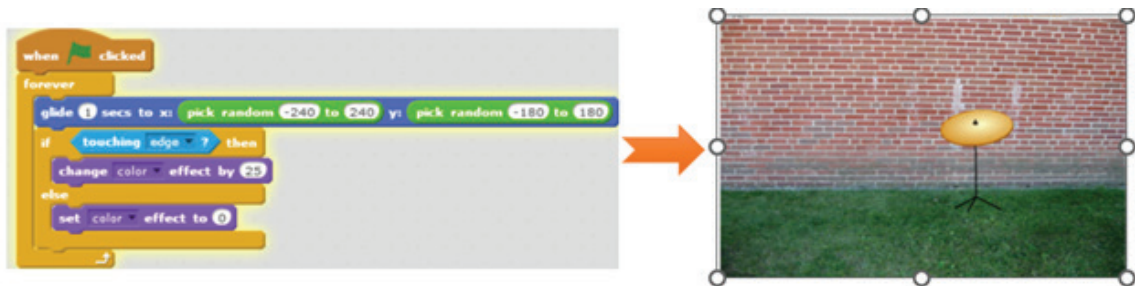 when clicked
forever
glide 1 secs to x: pick random -240 to 240 y: pick random -180 to 180
if touching edge ? then
change color effect by 25
else
set color effect to 0